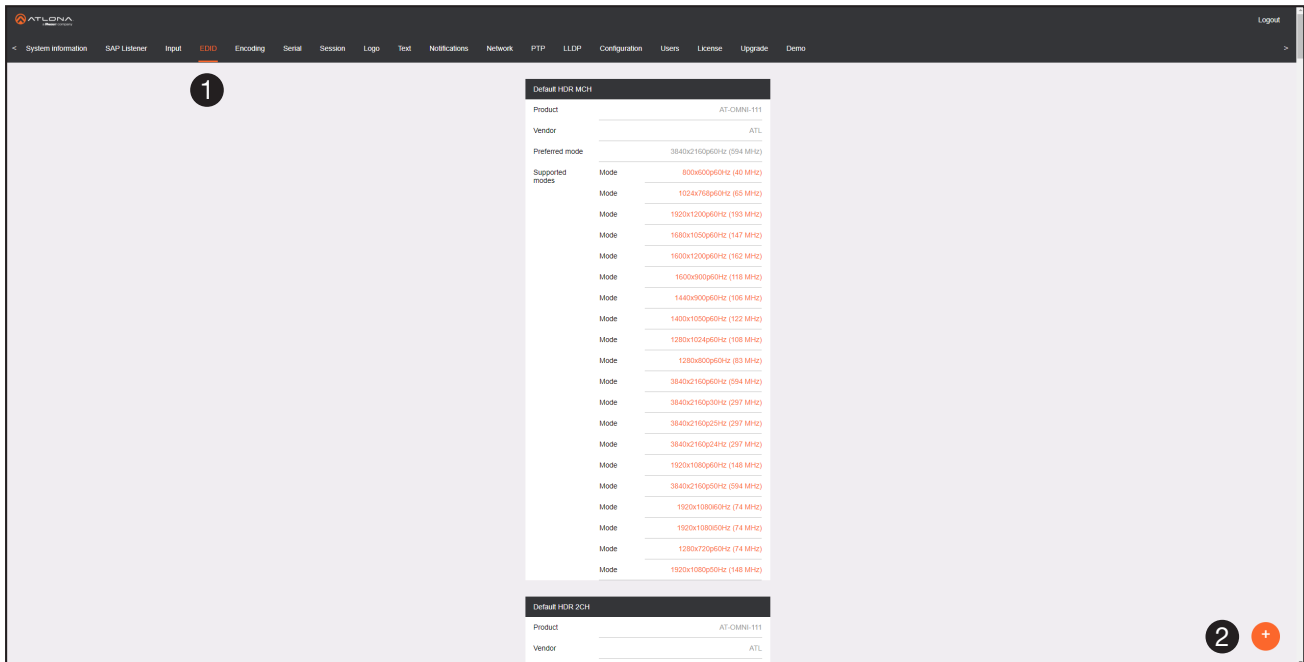 ATLONA
Logout
< System information SAP Listener Input EDID Encoding Serial Session Logo Text Notifications Network PTP LLDP Configuration Users License Upgrade Demo >
1
Default HDR MCH
Product AT-OMNI-111
Vendor ATL
Preferred mode 3840x2160p60Hz (594 MHz)
Supported modes Mode 800x600p60Hz (40 MHz)
Mode 1024x768p60Hz (65 MHz)
Mode 1920x1200p60Hz (193 MHz)
Mode 1680x1050p60Hz (147 MHz)
Mode 1600x1200p60Hz (162 MHz)
Mode 1600x900p60Hz (118 MHz)
Mode 1440x900p60Hz (106 MHz)
Mode 1400x1050p60Hz (122 MHz)
Mode 1280x1024p60Hz (108 MHz)
Mode 1280x800p60Hz (83 MHz)
Mode 3840x2160p60Hz (594 MHz)
Mode 3840x2160p30Hz (297 MHz)
Mode 3840x2160p25Hz (297 MHz)
Mode 3840x2160p24Hz (297 MHz)
Mode 1920x1080p60Hz (148 MHz)
Mode 3840x2160p50Hz (594 MHz)
Mode 1920x1080i60Hz (74 MHz)
Mode 1920x1080i50Hz (74 MHz)
Mode 1280x720p60Hz (74 MHz)
Mode 1920x1080p50Hz (148 MHz)
Default HDR 2CH
Product AT-OMNI-111
Vendor ATL
2 +